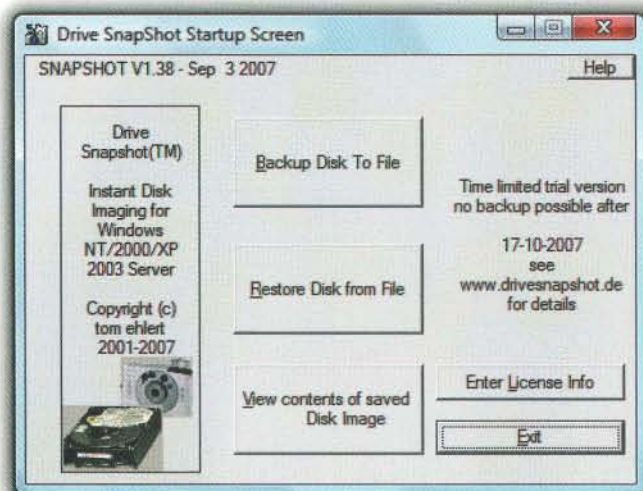 Drive SnapShot Startup Screen
SNAPSHOT V1.38 - Sep 3 2007
Help
Drive
Snapshot(TM)
Instant Disk
Imaging for
Windows
NT/2000/XP
2003 Server
Copyright (c)
tom ehlert
2001-2007
Backup Disk To File
Restore Disk from File
View contents of saved
Disk Image
Time limited trial version
no backup possible after
17-10-2007
see
www.drivesnapshot.de
for details
Enter License Info
Exit